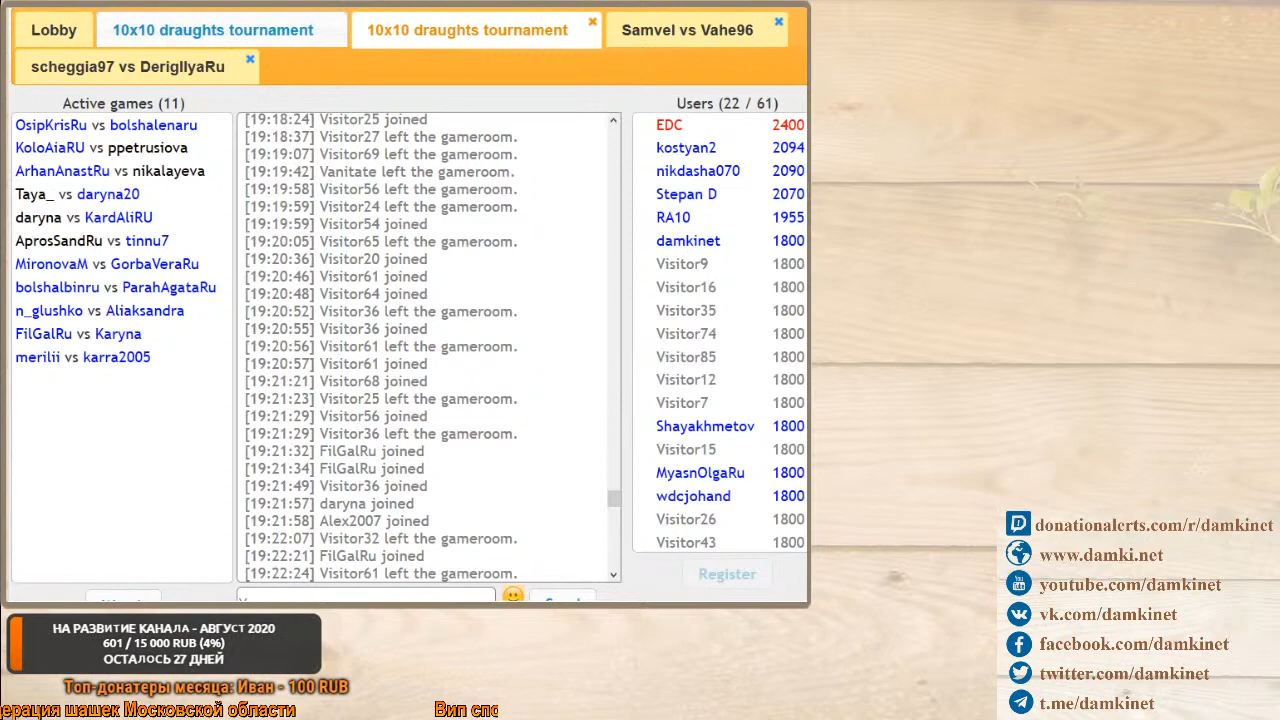 Lobby
10x10 draughts tournament
10x10 draughts tournament
Samvel vs Vahe96
scheggia97 vs DerigIlyaRu
Active games (11)
OsipKrisRu vs bolshalenaru
KoloAiaRU vs ppetrusiova
ArhanAnastRu vs nikalayeva
Taya_ vs daryna20
daryna vs KardAliRU
AprosSandRu vs tinnu7
MironovaM vs GorbaVeraRu
bolshalbinru vs ParahAgataRu
n_glushko vs Aliaksandra
FilGalRu vs Karyna
merilii vs karra2005
[19:18:24] Visitor25 joined
[19:18:37] Visitor27 left the gameroom.
[19:19:07] Visitor69 left the gameroom.
[19:19:42] Vanitate left the gameroom.
[19:19:58] Visitor56 left the gameroom.
[19:19:59] Visitor24 left the gameroom.
[19:19:59] Visitor54 joined
[19:20:05] Visitor65 left the gameroom.
[19:20:36] Visitor20 joined
[19:20:46] Visitor61 joined
[19:20:48] Visitor64 joined
[19:20:52] Visitor36 left the gameroom.
[19:20:55] Visitor36 joined
[19:20:56] Visitor61 left the gameroom.
[19:20:57] Visitor61 joined
[19:21:21] Visitor68 joined
[19:21:23] Visitor25 left the gameroom.
[19:21:29] Visitor56 joined
[19:21:29] Visitor36 left the gameroom.
[19:21:32] FilGalRu joined
[19:21:34] FilGalRu joined
[19:21:49] Visitor36 joined
[19:21:57] daryna joined
[19:21:58] Alex2007 joined
[19:22:07] Visitor32 left the gameroom.
[19:22:21] FilGalRu joined
[19:22:24] Visitor61 left the gameroom.
Users (22 / 61)
EDC 2400
kostyan2 2094
nikdasha070 2090
Stepan D 2070
RA10 1955
damkinet 1800
Visitor9 1800
Visitor16 1800
Visitor35 1800
Visitor74 1800
Visitor85 1800
Visitor12 1800
Visitor7 1800
Shayakhmetov 1800
Visitor15 1800
MyasnOlgaRu 1800
wdcjohand 1800
Visitor26 1800
Visitor43 1800
Register
НА РАЗВИТИЕ КАНАЛА - АВГУСТ 2020
601 / 15 000 RUB (4%)
ОСТАЛОСЬ 27 ДНЕЙ
Топ-донатеры месяца: Иван - 100 RUB
ерация шашек Московской области
Вип спо
donationalerts.com/r/damkinet
www.damki.net
youtube.com/damkinet
vk.com/damkinet
facebook.com/damkinet
twitter.com/damkinet
t.me/damkinet